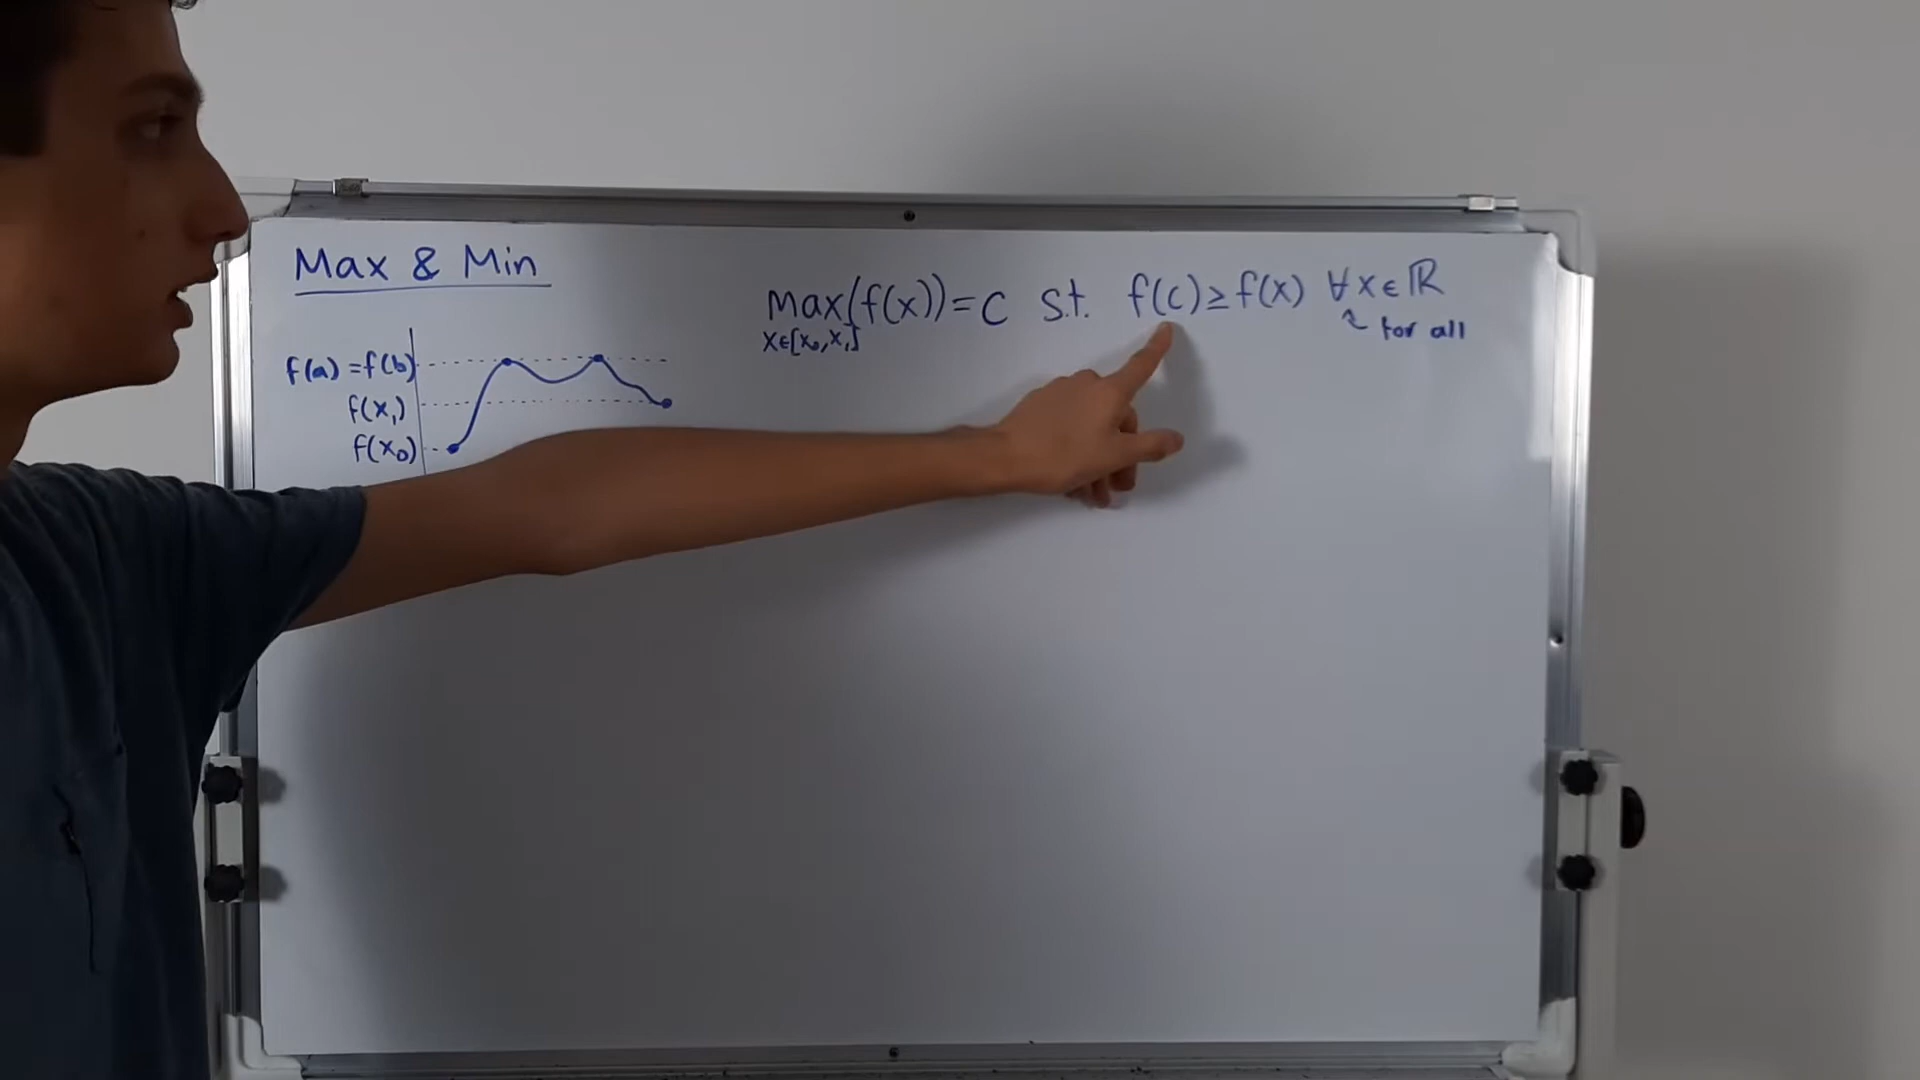 Max & Min
max(f(x))=c s.t. f(c)≥f(x) ∀x∈ℝ
x∈[x₀,x₁]
for all
f(a)=f(b)
f(x₁)
f(x₀)